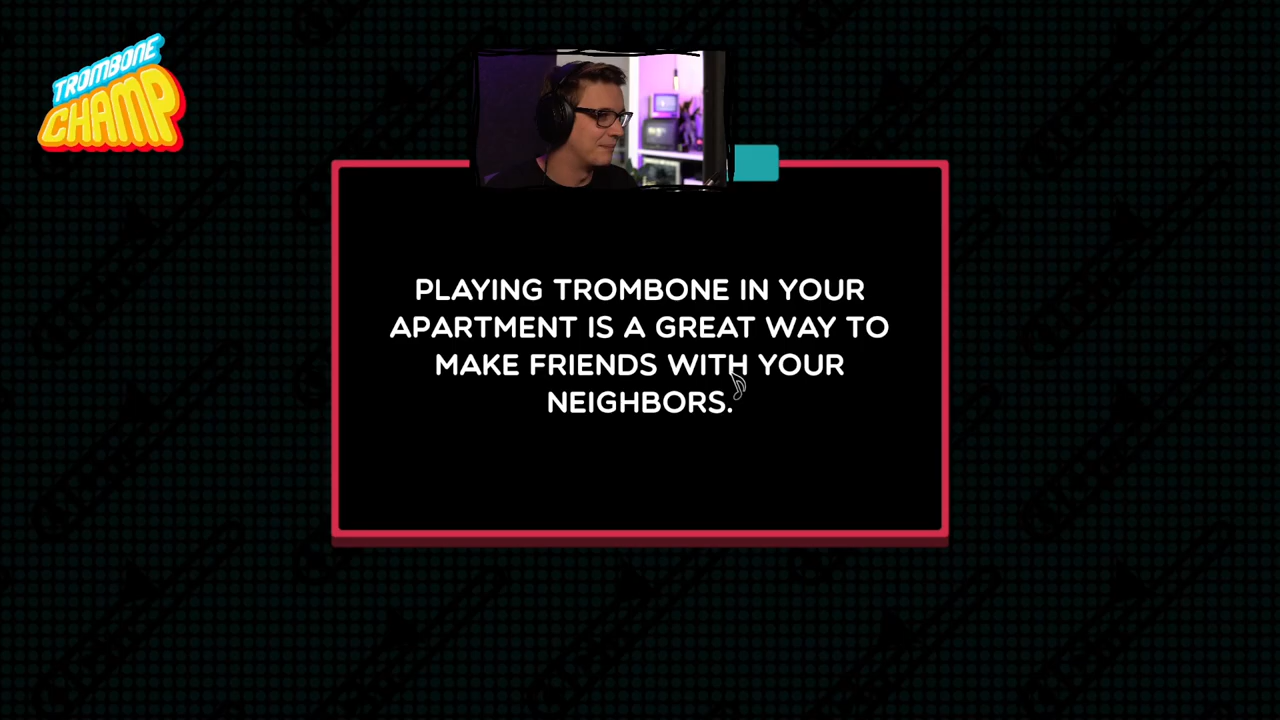 TROMBONE
CHAMP
PLAYING TROMBONE IN YOUR
APARTMENT IS A GREAT WAY TO
MAKE FRIENDS WITH YOUR
NEIGHBORS.